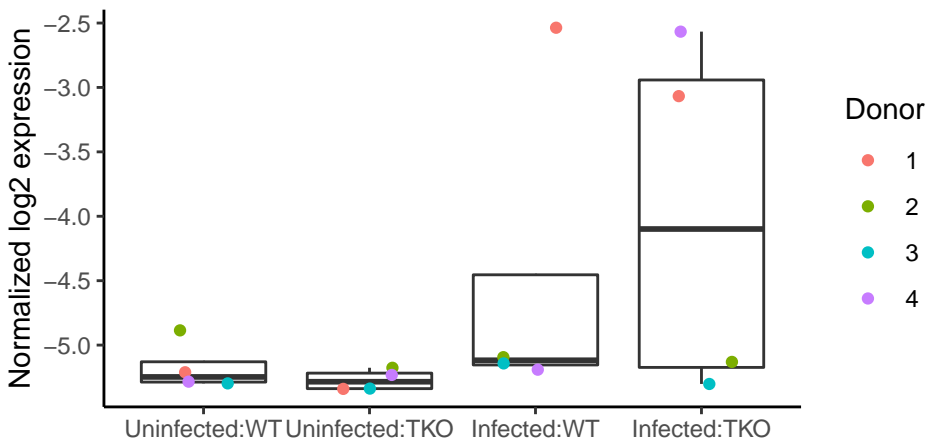 Normalized log2 expression
−2.5
−3.0
−3.5
−4.0
−4.5
−5.0
Uninfected:WT
Uninfected:TKO
Infected:WT
Infected:TKO
Donor
1
2
3
4